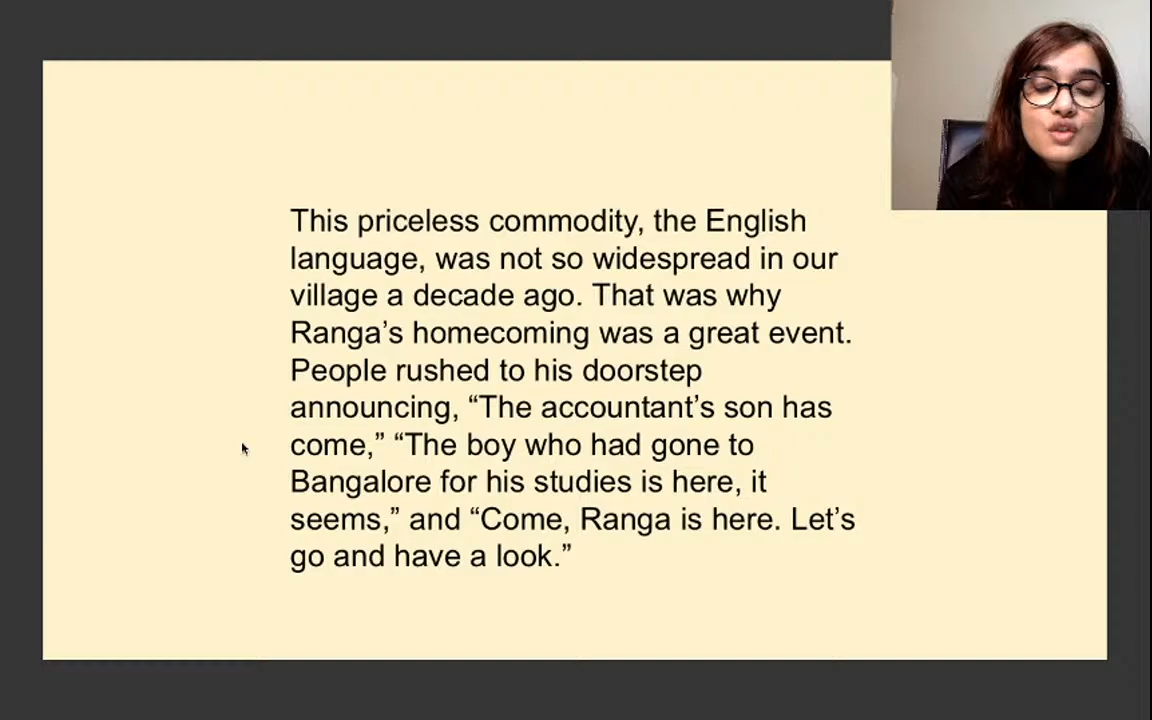 This priceless commodity, the English
language, was not so widespread in our
village a decade ago. That was why
Ranga’s homecoming was a great event.
People rushed to his doorstep
announcing, “The accountant’s son has
come,” “The boy who had gone to
Bangalore for his studies is here, it
seems,” and “Come, Ranga is here. Let’s
go and have a look.”